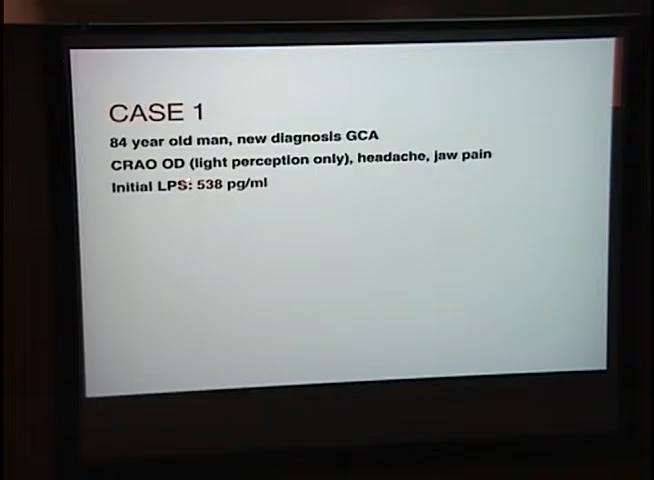 CASE 1
84 year old man, new diagnosis GCA
CRAO OD (light perception only), headache, jaw pain
Initial LPS: 538 pg/ml